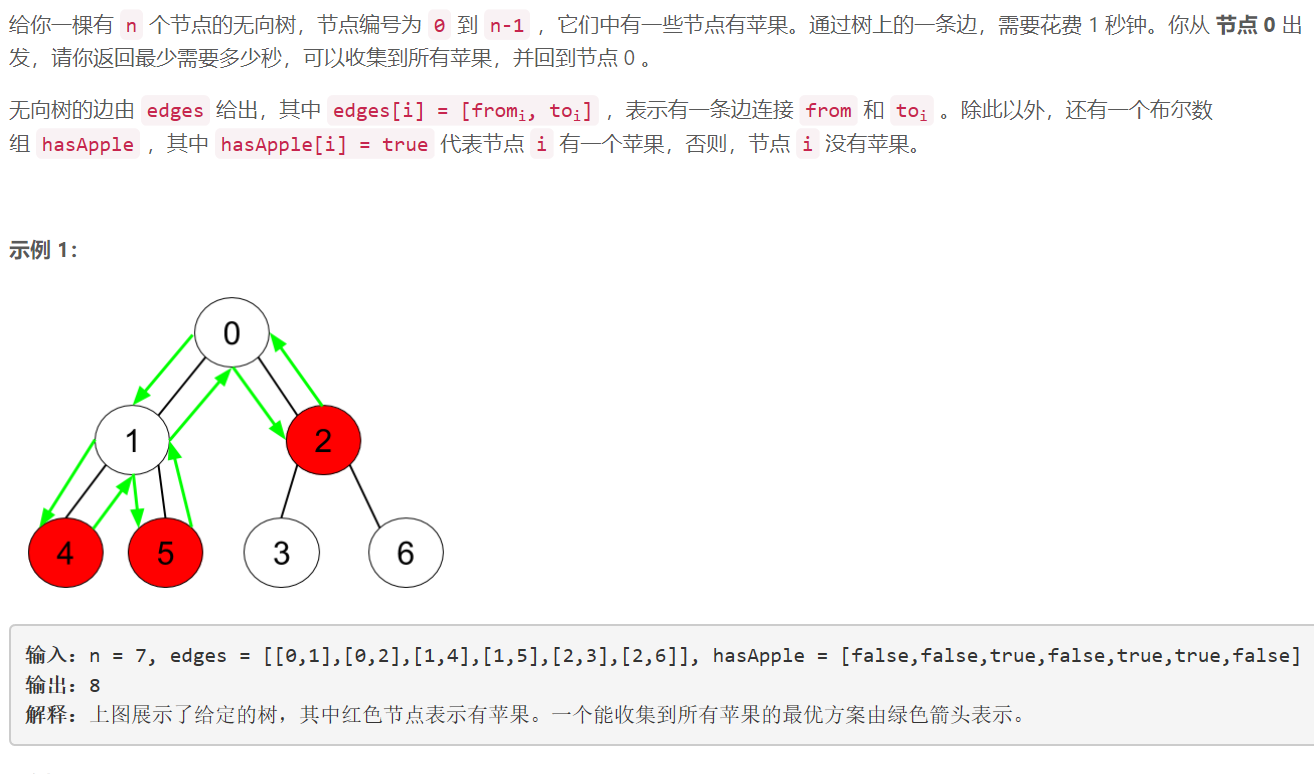 给你一棵有 n 个节点的无向树，节点编号为 0 到 n-1 ，它们中有一些节点有苹果。通过树上的一条边，需要花费 1 秒钟。你从 节点 0 出
发，请你返回最少需要多少秒，可以收集到所有苹果，并回到节点 0 。
无向树的边由 edges 给出，其中 edges[i] = [fromi, toi] ，表示有一条边连接 from 和 toi 。除此以外，还有一个布尔数
组 hasApple ，其中 hasApple[i] = true 代表节点 i 有一个苹果，否则，节点 i 没有苹果。
示例 1：
0
1 2
4 5 3 6
输入：n = 7, edges = [[0,1],[0,2],[1,4],[1,5],[2,3],[2,6]], hasApple = [false,false,true,false,true,true,false]
输出：8
解释：上图展示了给定的树，其中红色节点表示有苹果。一个能收集到所有苹果的最优方案由绿色箭头表示。